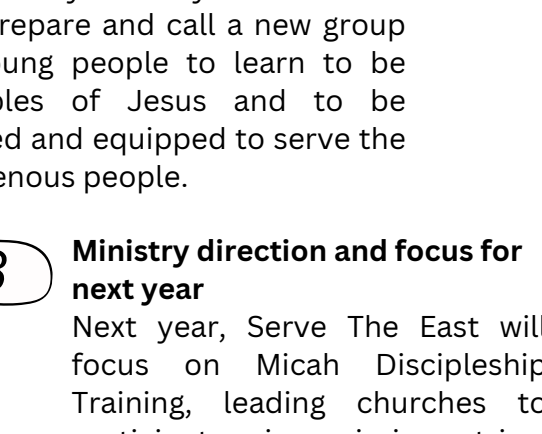 repare and call a new group
ung people to learn to be
les of Jesus and to be
ed and equipped to serve the
enous people.
Ministry direction and focus for
next year
Next year, Serve The East will
focus on Micah Discipleship
Training, leading churches to